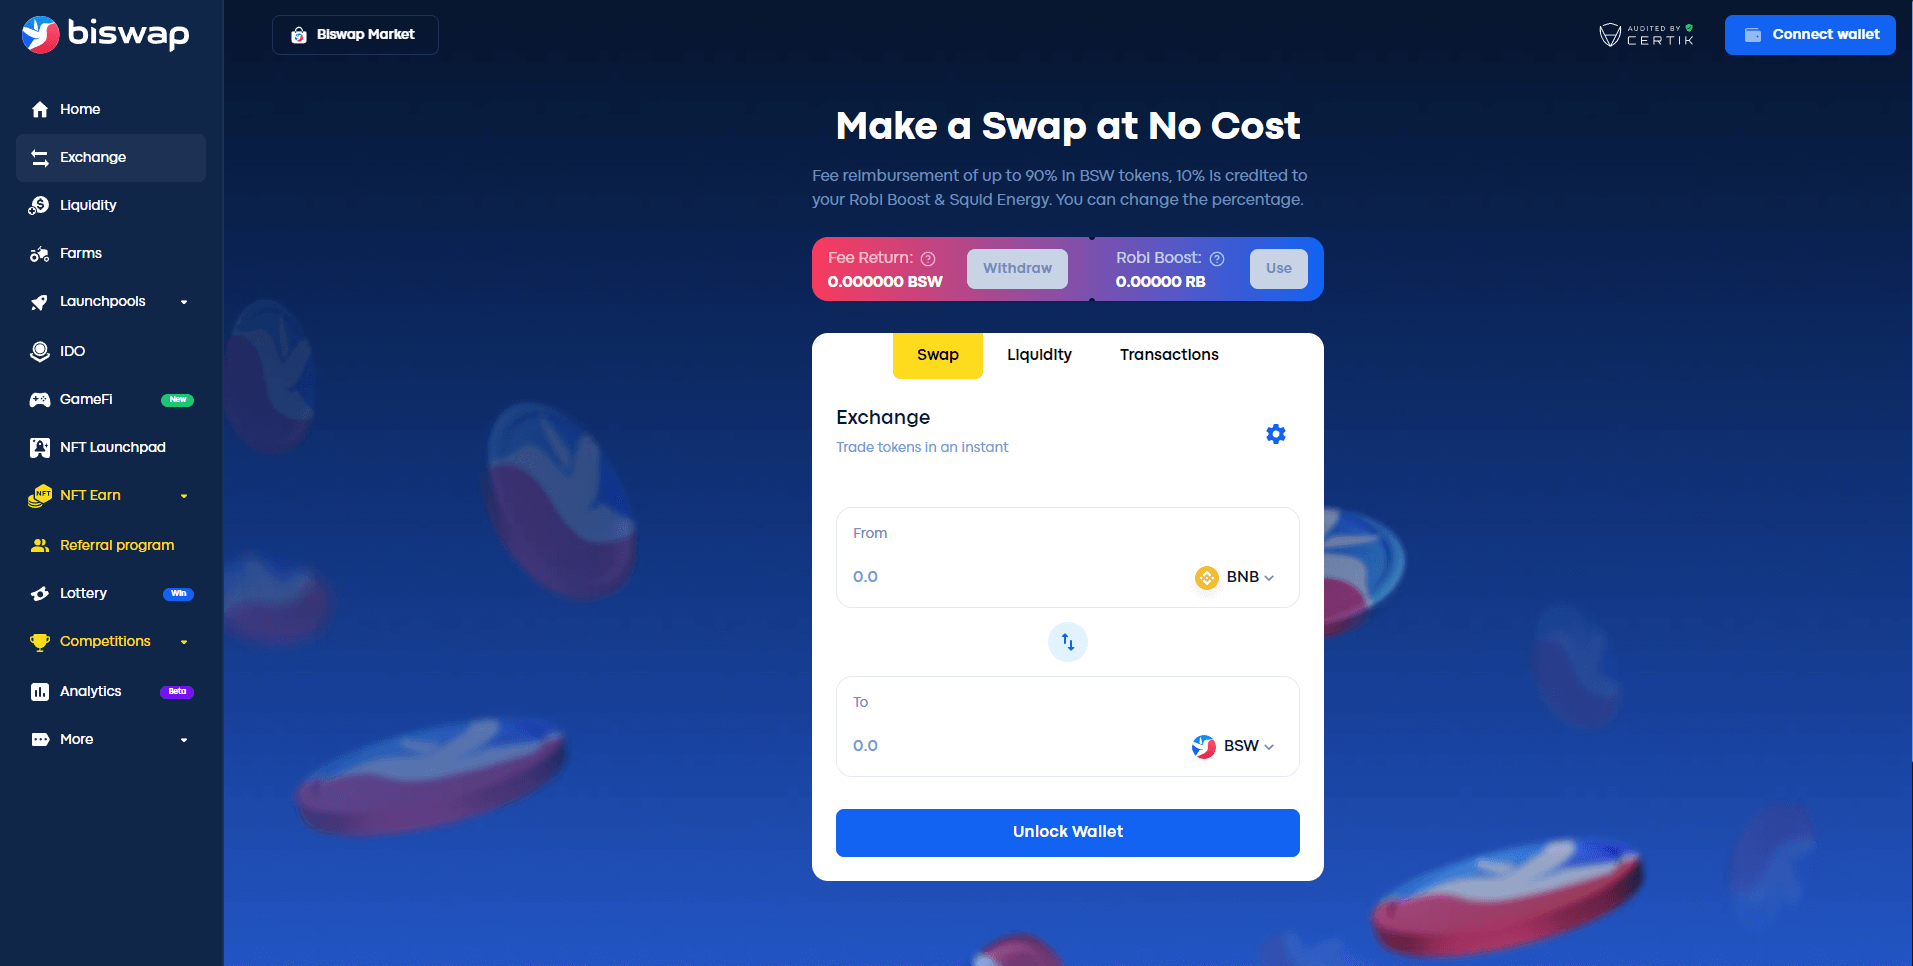 biswap
Biswap Market
AUDITED BY
CERTIK
Connect wallet
Home
Exchange
Liquidity
Farms
Launchpools
IDO
GameFi
New
NFT Launchpad
NFT
NFT Earn
Referral program
Lottery
Win
Competitions
Analytics
Beta
More
Make a Swap at No Cost
Fee reimbursement of up to 90% in BSW tokens, 10% is credited to
your Robi Boost & Squid Energy. You can change the percentage.
Fee Return: ?
0.000000 BSW
Withdraw
Robi Boost: ?
0.00000 RB
Use
Swap
Liquidity
Transactions
Exchange
Trade tokens in an instant
From
0.0
BNB
To
0.0
BSW
Unlock Wallet